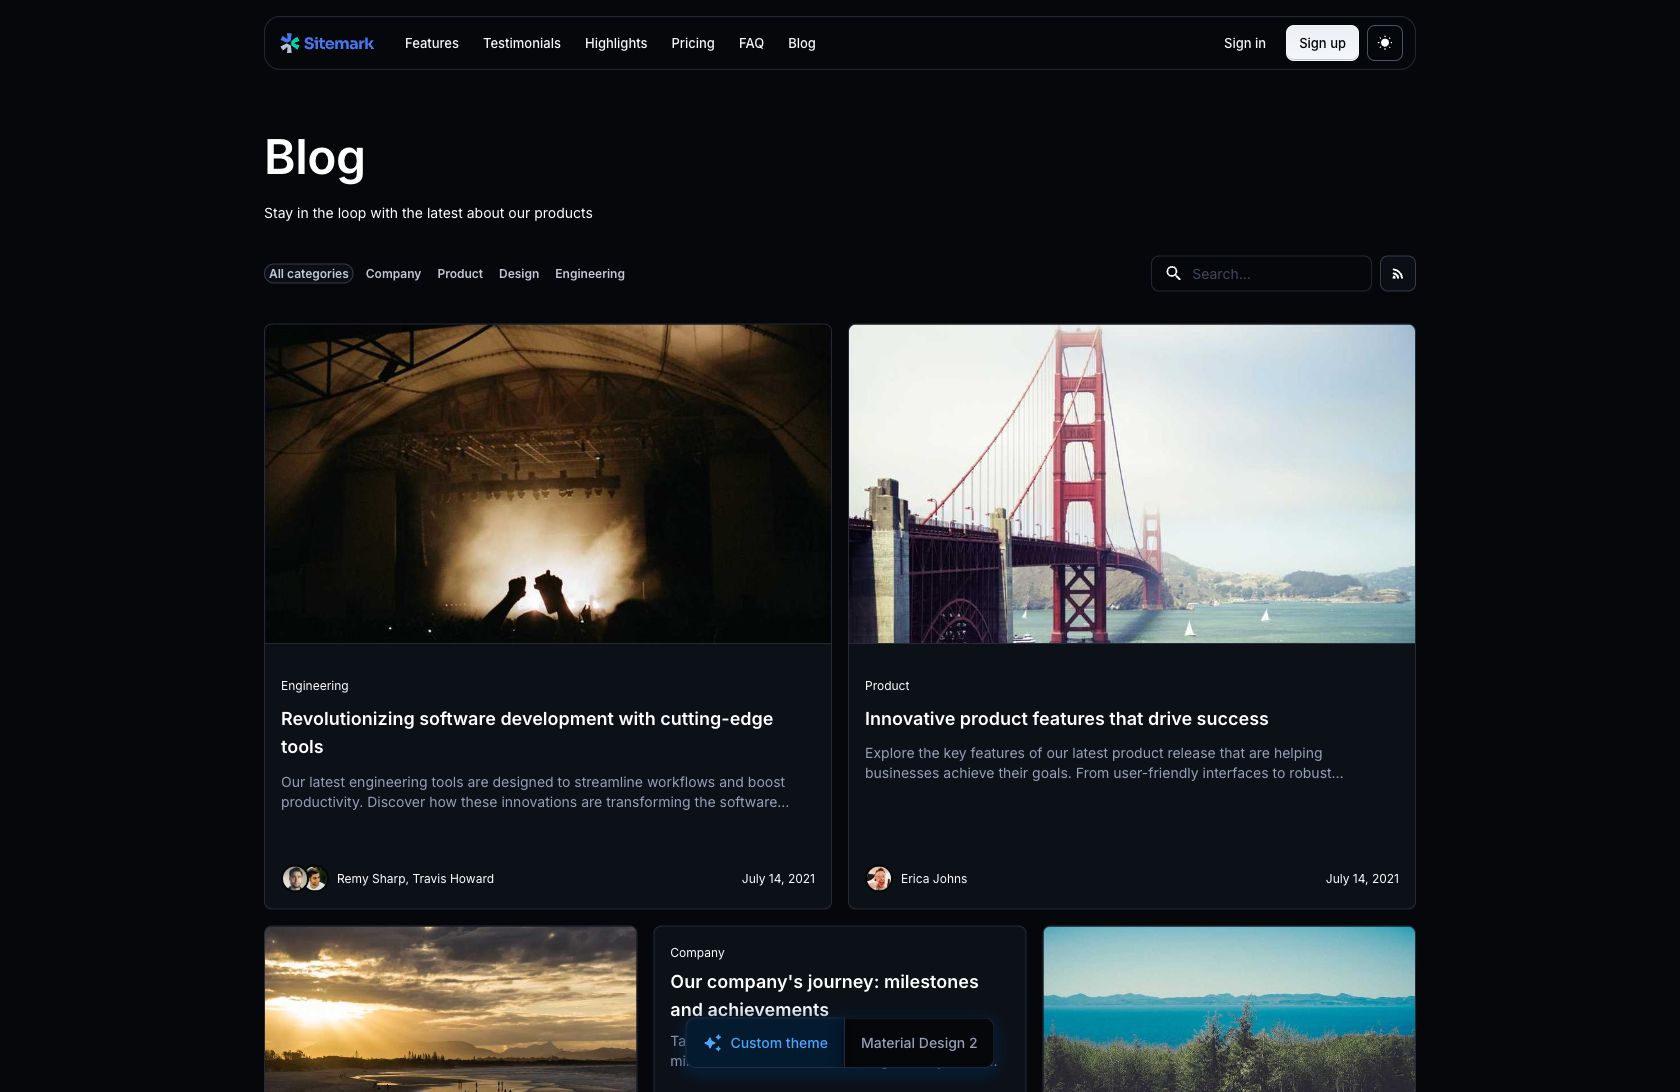 Sitemark Features Testimonials Highlights Pricing FAQ Blog Sign in Sign up
Blog
Stay in the loop with the latest about our products
All categories Company Product Design Engineering Search...
Engineering
Revolutionizing software development with cutting-edge
tools
Our latest engineering tools are designed to streamline workflows and boost
productivity. Discover how these innovations are transforming the software...
Remy Sharp, Travis Howard July 14, 2021
Product
Innovative product features that drive success
Explore the key features of our latest product release that are helping
businesses achieve their goals. From user-friendly interfaces to robust...
Erica Johns July 14, 2021
Company
Our company's journey: milestones
and achievements
Custom theme Material Design 2